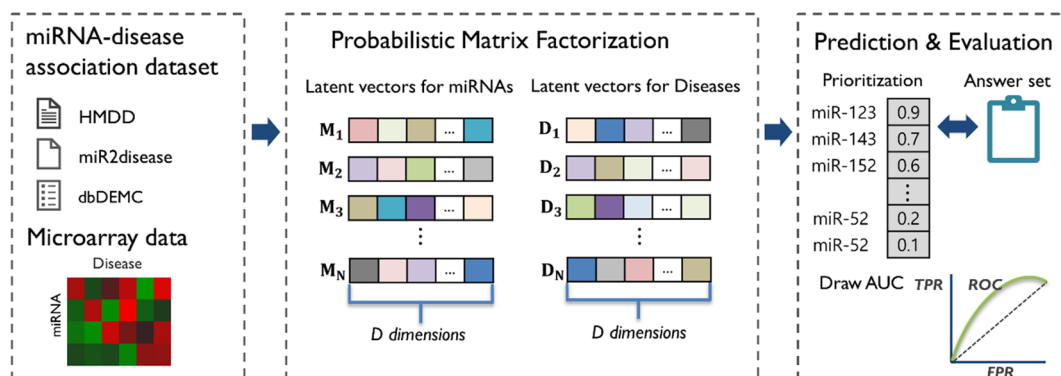 miRNA-disease
association dataset
HMDD
miR2disease
dbDEMC
Microarray data
Disease
miRNA
Probabilistic Matrix Factorization
Latent vectors for miRNAs
M1 ...
M2 ...
M3 ...
⋮
MN ...
D dimensions
Latent vectors for Diseases
D1 ...
D2 ...
D3 ...
⋮
DN ...
D dimensions
Prediction & Evaluation
Prioritization
Answer set
miR-123 0.9
miR-143 0.7
miR-152 0.6
⋮
miR-52 0.2
miR-52 0.1
Draw AUC
TPR
ROC
FPR